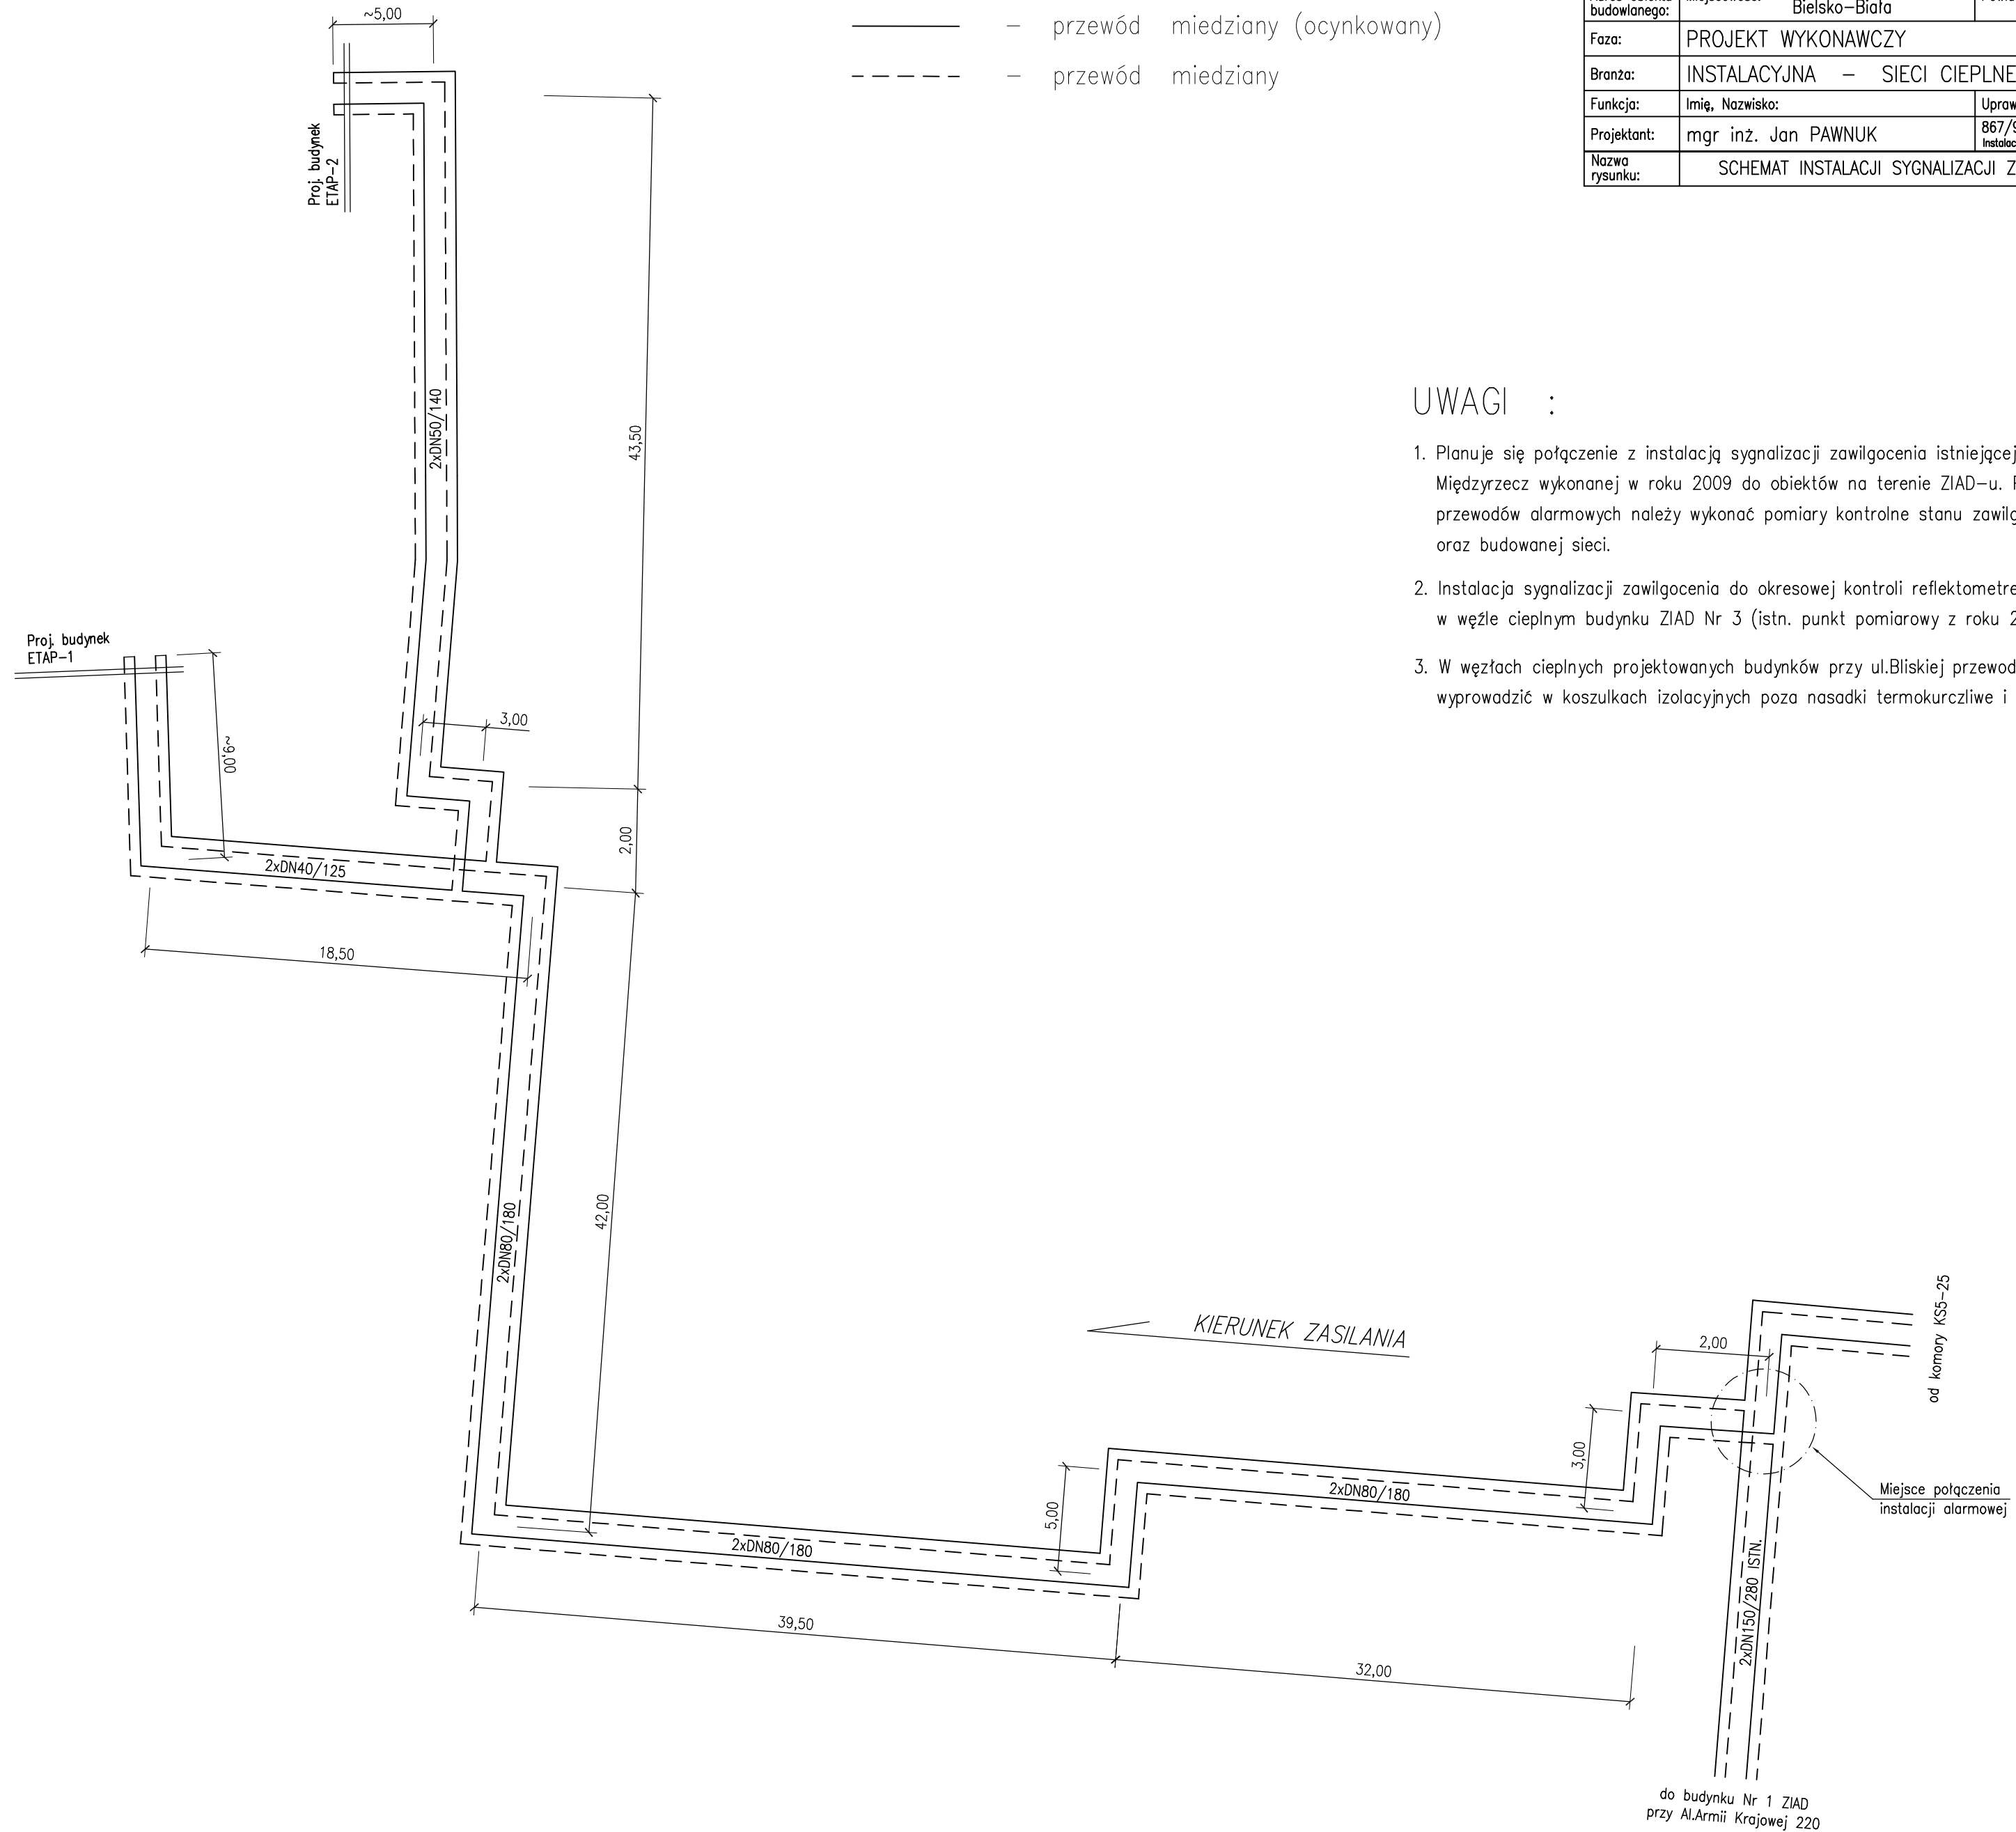 ~5,00
— przewód miedziany (ocynkowany)
— przewód miedziany
budowlanego:
Bielsko-Biała
Faza: PROJEKT WYKONAWCZY
Branża: INSTALACYJNA – SIECI CIEPLNE
Funkcja: Imię, Nazwisko:
Projektant: mgr inż. Jan PAWNUK
Nazwa
rysunku:
SCHEMAT INSTALACJI SYGNALIZACJI
Proj. budynek
ETAP-2
2xDN50/140
43,50
UWAGI :
1. Planuje się połączenie z instalacją sygnalizacji zawilgocenia istniejącej
Międzyrzecz wykonanej w roku 2009 do obiektów na terenie ZIAD-u.
przewodów alarmowych należy wykonać pomiary kontrolne stanu
oraz budowanej sieci.
2. Instalacja sygnalizacji zawilgocenia do okresowej kontroli
w węźle cieplnym budynku ZIAD Nr 3 (istn. punkt pomiarowy z roku
3. W węzłach cieplnych projektowanych budynków przy ul.Bliskiej
wyprowadzić w koszulkach izolacyjnych poza nasadki termokurczliwe i
Proj. budynek
ETAP-1
~9,00
3,00
2,00
2xDN40/125
18,50
2xDN80/180
42,00
KIERUNEK ZASILANIA
od komory KS5-25
2,00
3,00
5,00
2xDN80/180
Miejsce połączenia
instalacji alarmowej
2xDN80/180
2xDN150/280 ISTN.
39,50
32,00
do budynku Nr 1 ZIAD
przy Al.Armii Krajowej 220